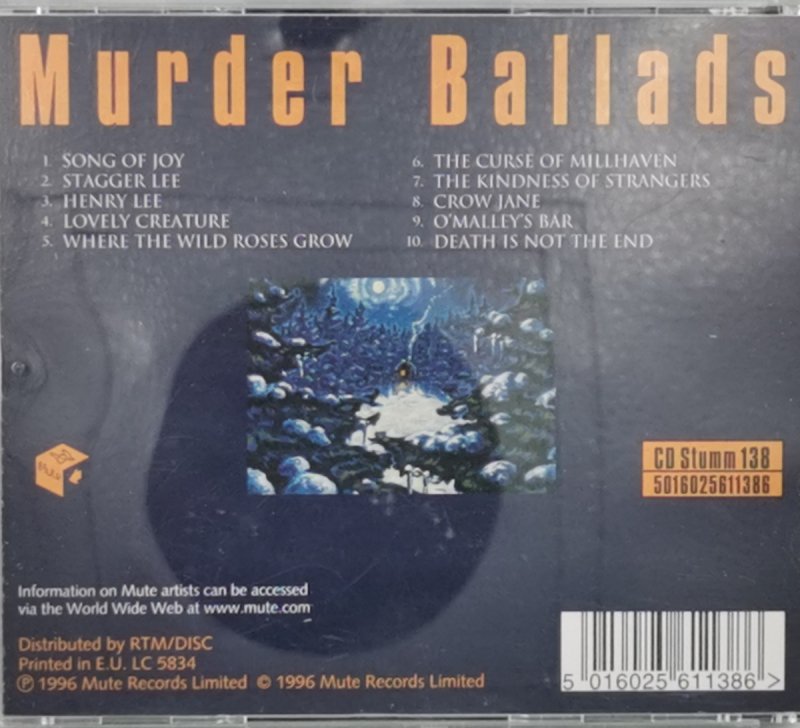 Murder Ballads
1. SONG OF JOY
2. STAGGER LEE
3. HENRY LEE
4. LOVELY CREATURE
5. WHERE THE WILD ROSES GROW
6. THE CURSE OF MILLHAVEN
7. THE KINDNESS OF STRANGERS
8. CROW JANE
9. O'MALLEY'S BAR
10. DEATH IS NOT THE END
MUTE
CD Stumm 138
5016025611386
Information on Mute artists can be accessed
via the World Wide Web at www.mute.com
Distributed by RTM/DISC
Printed in E.U. LC 5834
℗ 1996 Mute Records Limited © 1996 Mute Records Limited
5 016025 611386 >